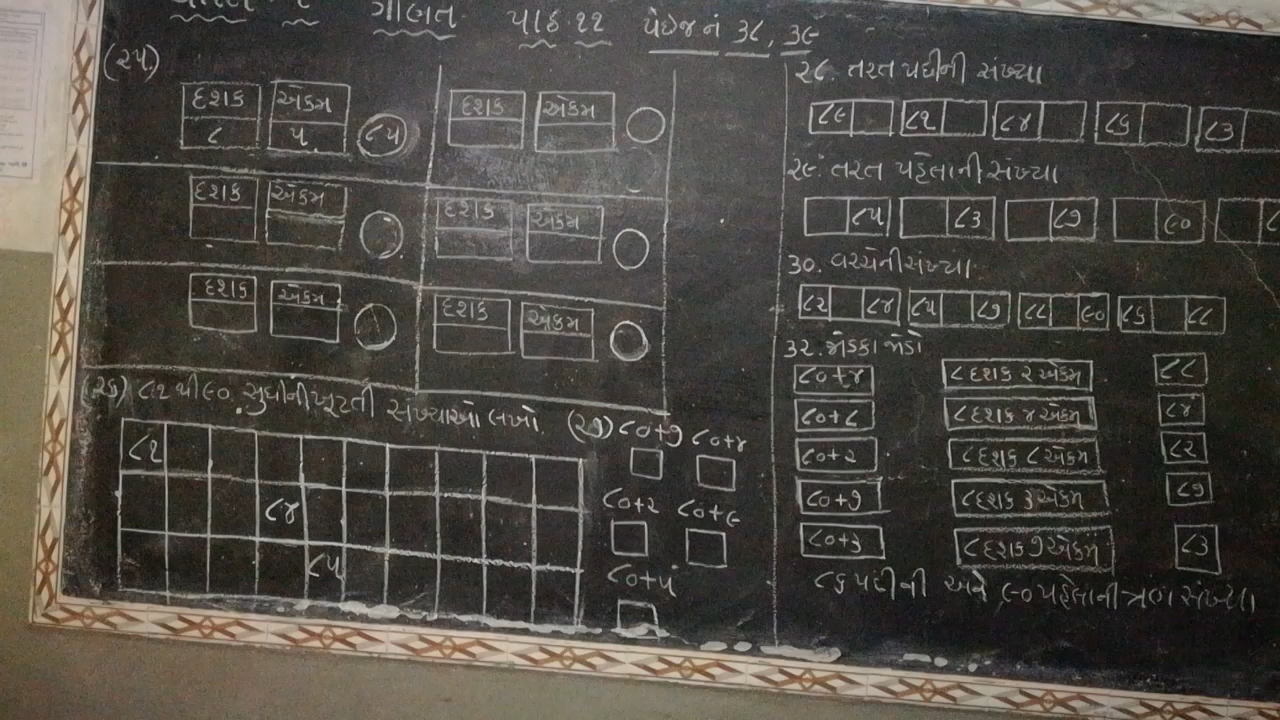 ગણિત પાઠ ૧૧ પેઇજ નં ૩૮, ૩૯
(૨૫)
દશક એકમ
૮ ૫ ૮૫
દશક એકમ
દશક એકમ
દશક એકમ
દશક એકમ
દશક એકમ
(૨૬) ૮૧ થી ૯૦ સુધીની ખૂટતી સંખ્યાઓ લખો.
૮૧
૮૪
૮૫
(૨૭) ૮૦+૭ ૮૦+૪
૮૦+૨ ૮૦+૯
૮૦+૫
૨૮. તરત પછીની સંખ્યા
૮૯ ૮૧ ૮૪ ૮૬ ૮૩
૨૯. તરત પહેલાની સંખ્યા
૮૫ ૮૩ ૮૭ ૯૦
૩૦. વચ્ચેની સંખ્યા
૮૨ ૮૪ ૮૫ ૮૭ ૮૮ ૯૦ ૮૬ ૮૮
૩૨. જોડકા જોડો
૮૦+૪ ૮ દશક ૨ એકમ ૮૮
૮૦+૮ ૮ દશક ૪ એકમ ૮૪
૮૦+૨ ૮ દશક ૮ એકમ ૮૨
૮૦+૭ ૮ દશક ૩ એકમ ૮૭
૮૦+૩ ૮ દશક ૭ એકમ ૮૩
૮૬ પછીની અને ૯૦ પહેલાની ત્રણ સંખ્યા